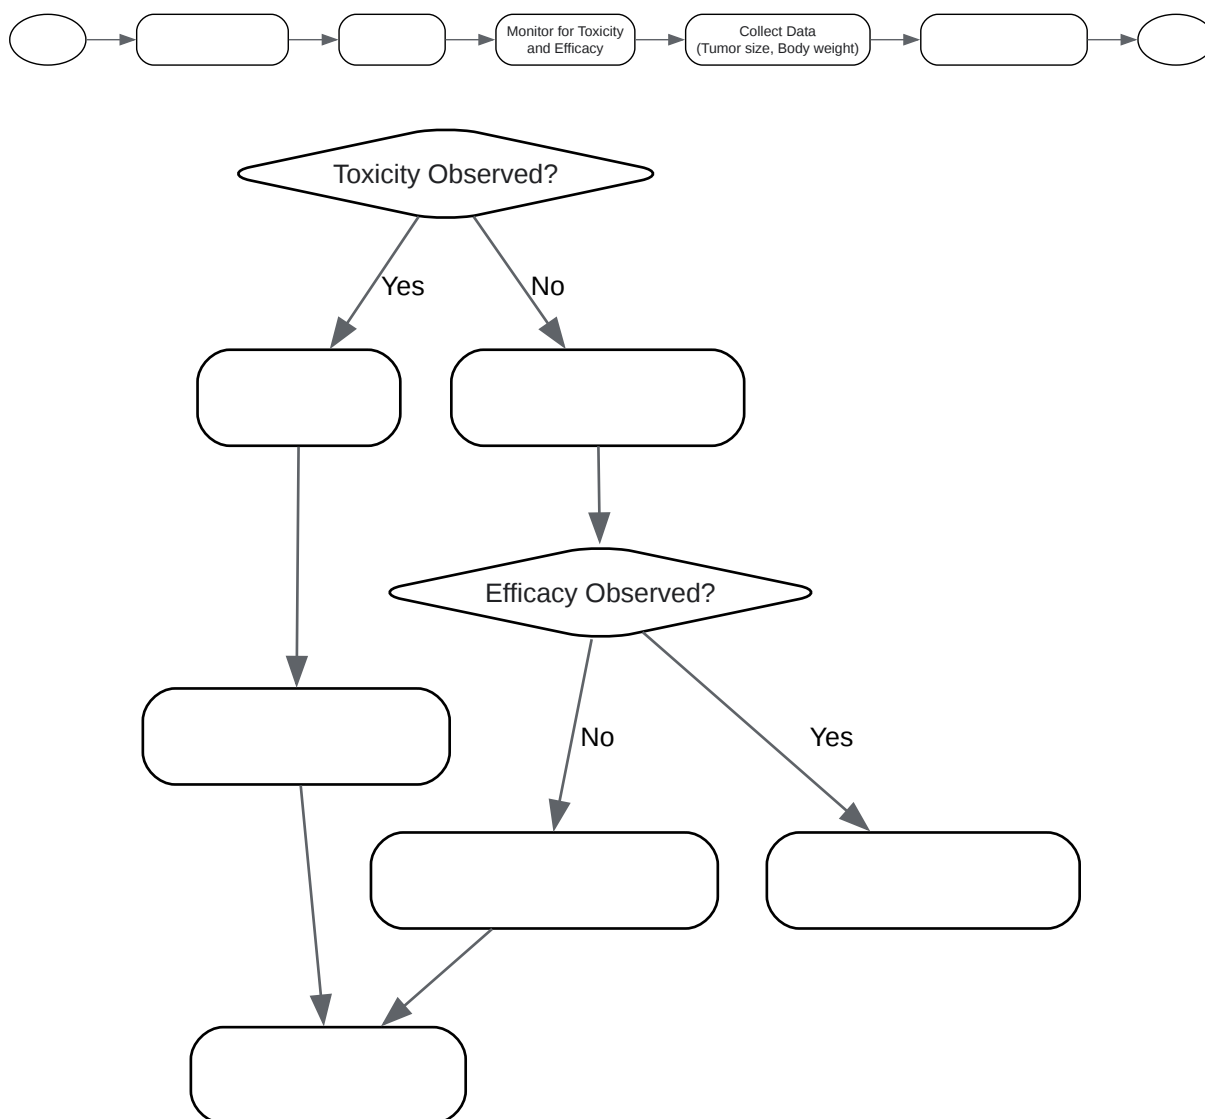 Monitor for Toxicity
and Efficacy
Collect Data
(Tumor size, Body weight)
Toxicity Observed?
Yes
No
Efficacy Observed?
No
Yes